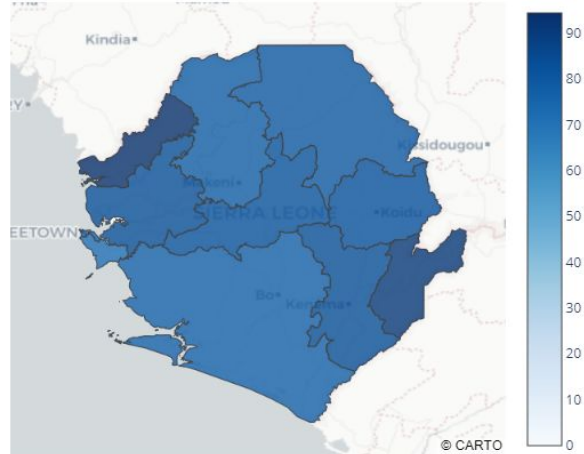 Kindia
Kissidougou
Makeni
SIERRA LEONE
Koidu
EETOWN
Bo
Kenema
© CARTO
90
80
70
60
50
40
30
20
10
0